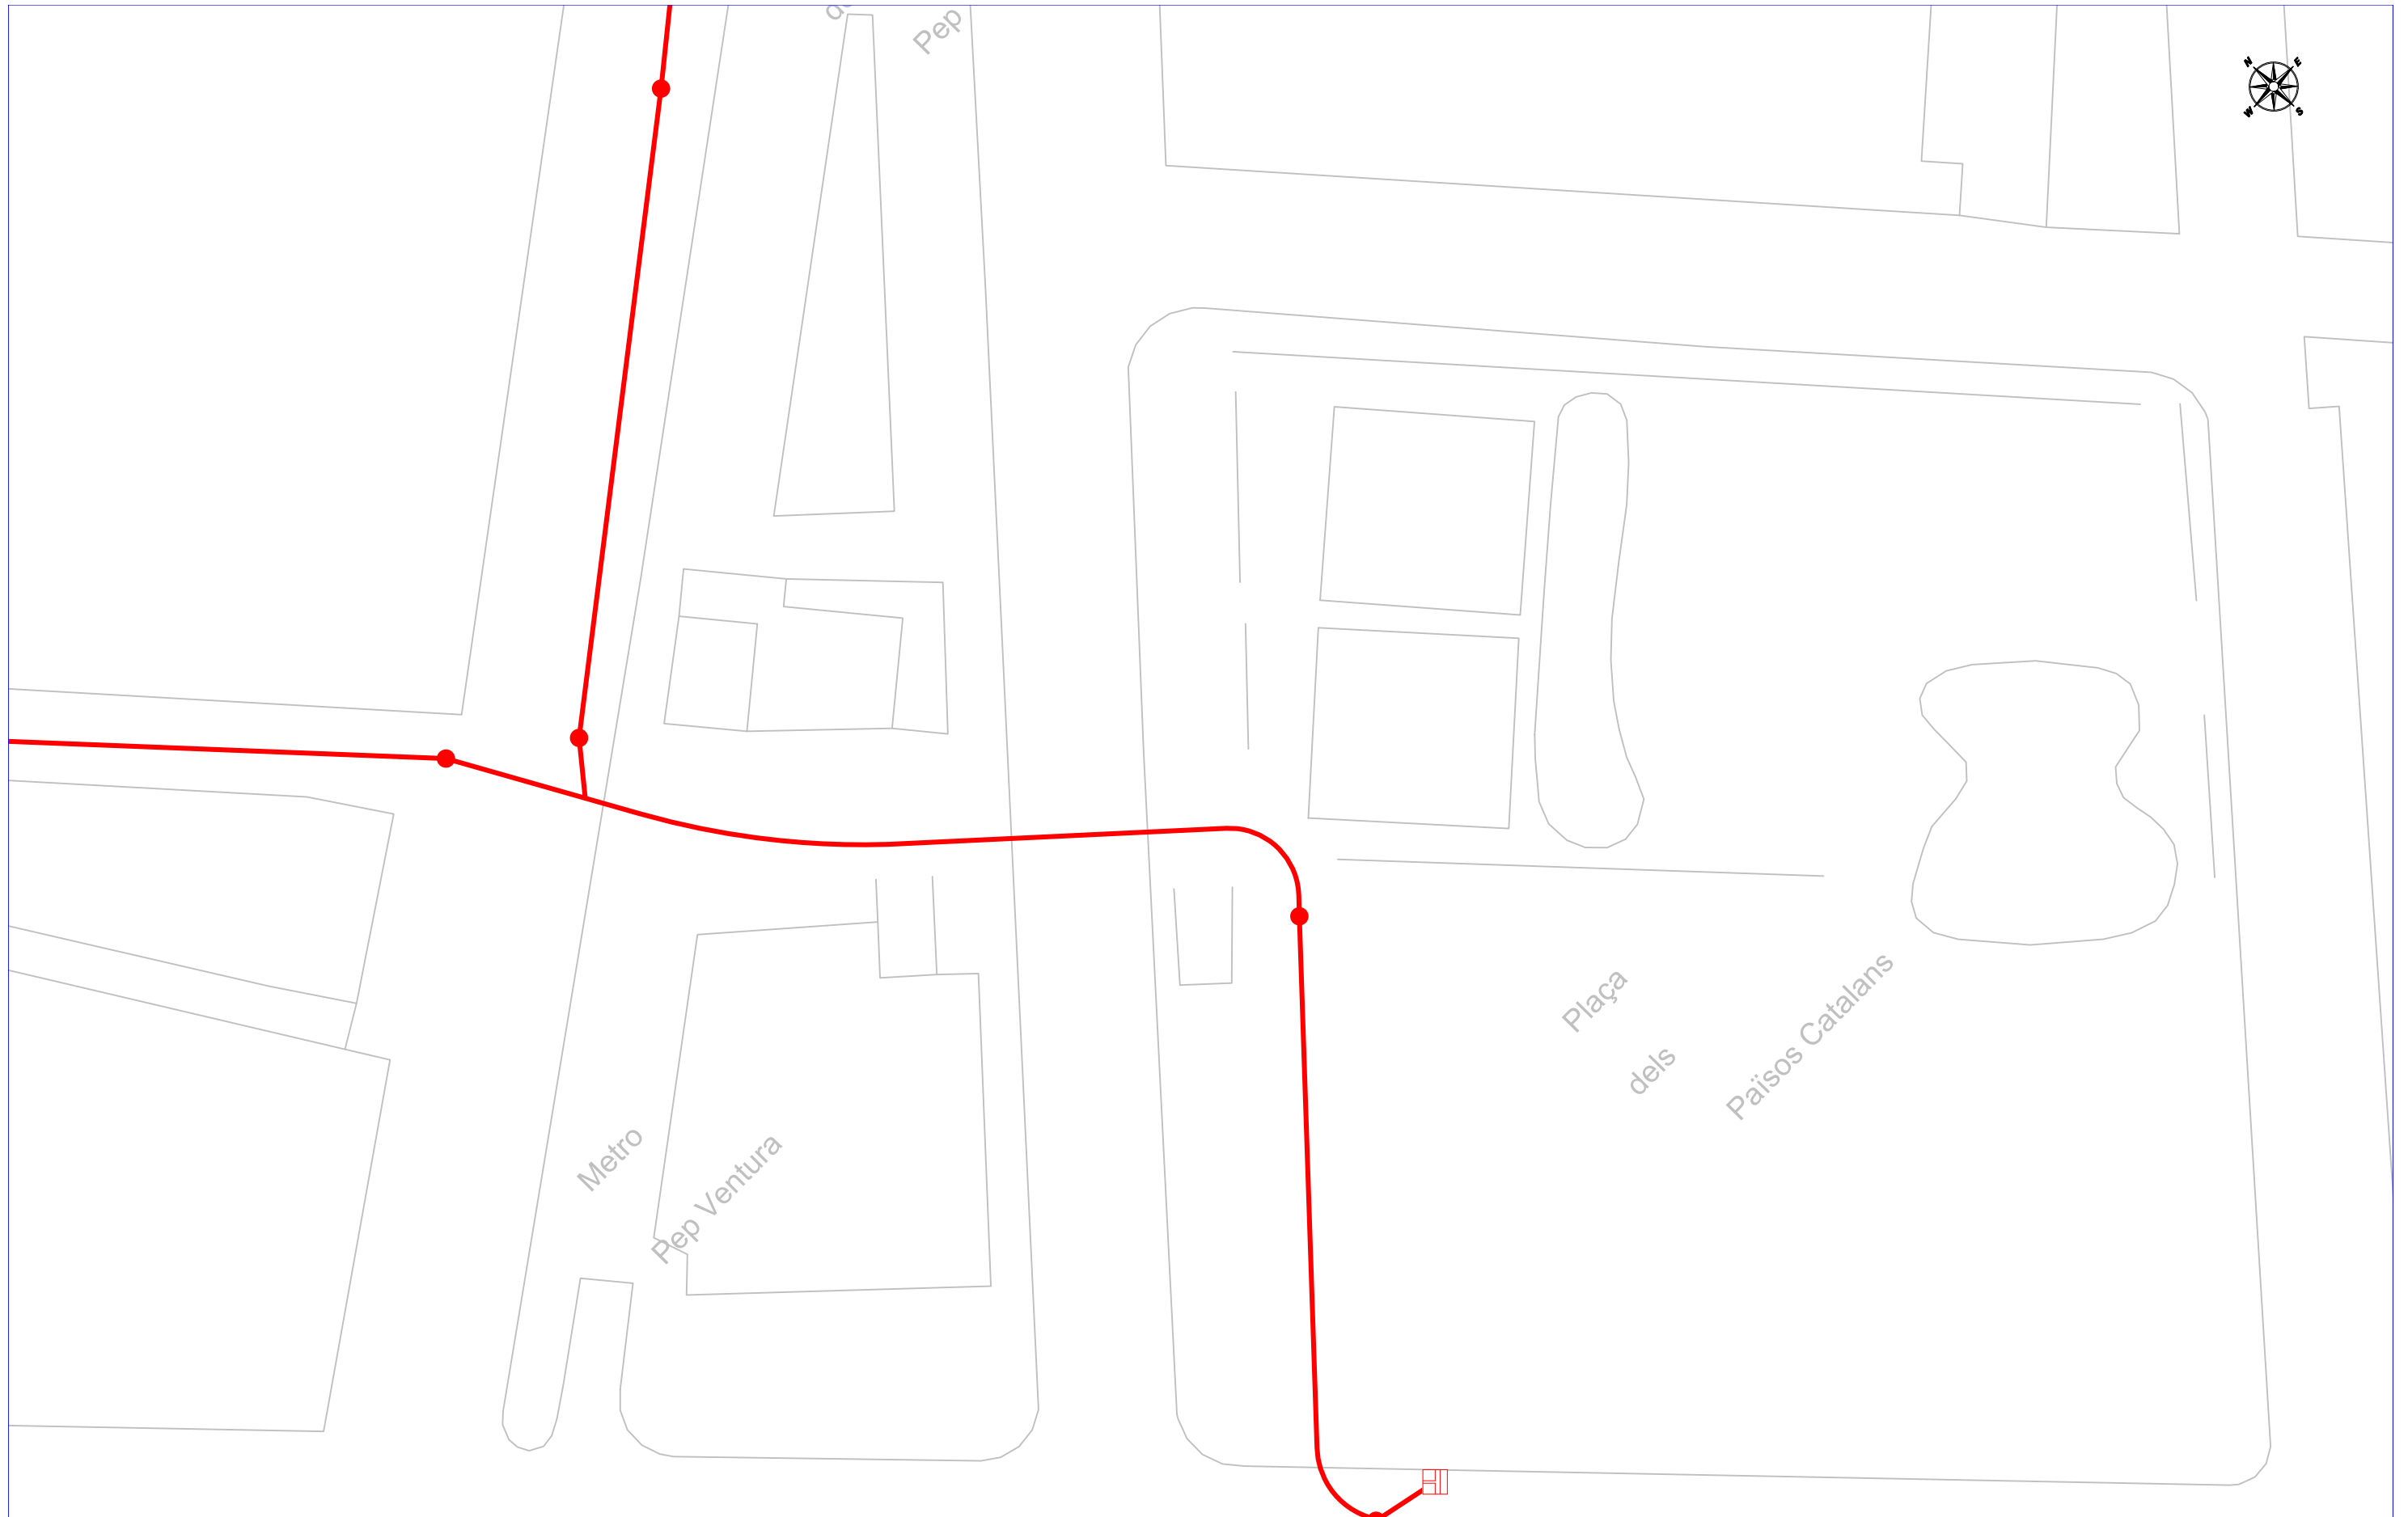 Pep
N
E
W
S
Plaça
dels
Països Catalans
Metro
Pep Ventura